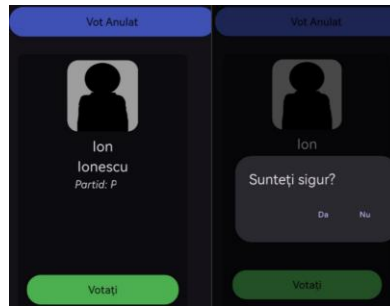 Vot Anulat
Ion
Ionescu
Partid: P
Votați
Vot Anulat
Ion
Sunteți sigur?
Da Nu
Votați